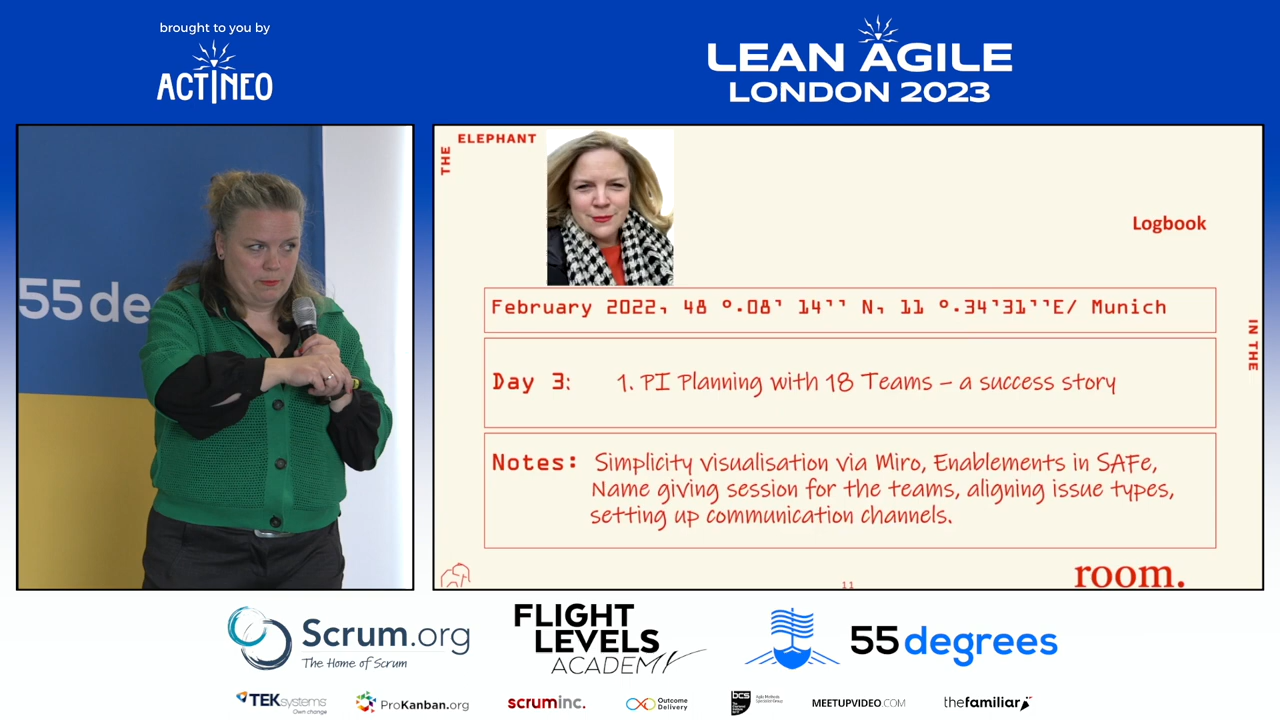 brought to you by
ACTINEO
LEAN AGILE
LONDON 2023
55 de
THE
ELEPHANT
Logbook
February 2022, 48 °.08' 14'' N, 11 °.34'31''E/ Munich
IN THE
Day 3: 1. PI Planning with 18 Teams – a success story
Notes: Simplicity visualisation via Miro, Enablements in SAFe,
Name giving session for the teams, aligning issue types,
setting up communication channels.
room.
11
Scrum.org
The Home of Scrum
FLIGHT
LEVELS
ACADEMY
55 degrees
TEKsystems
Own change
ProKanban.org
scruminc.
Outcome
Delivery
bcs
MEETUPVIDEO.COM
thefamiliar